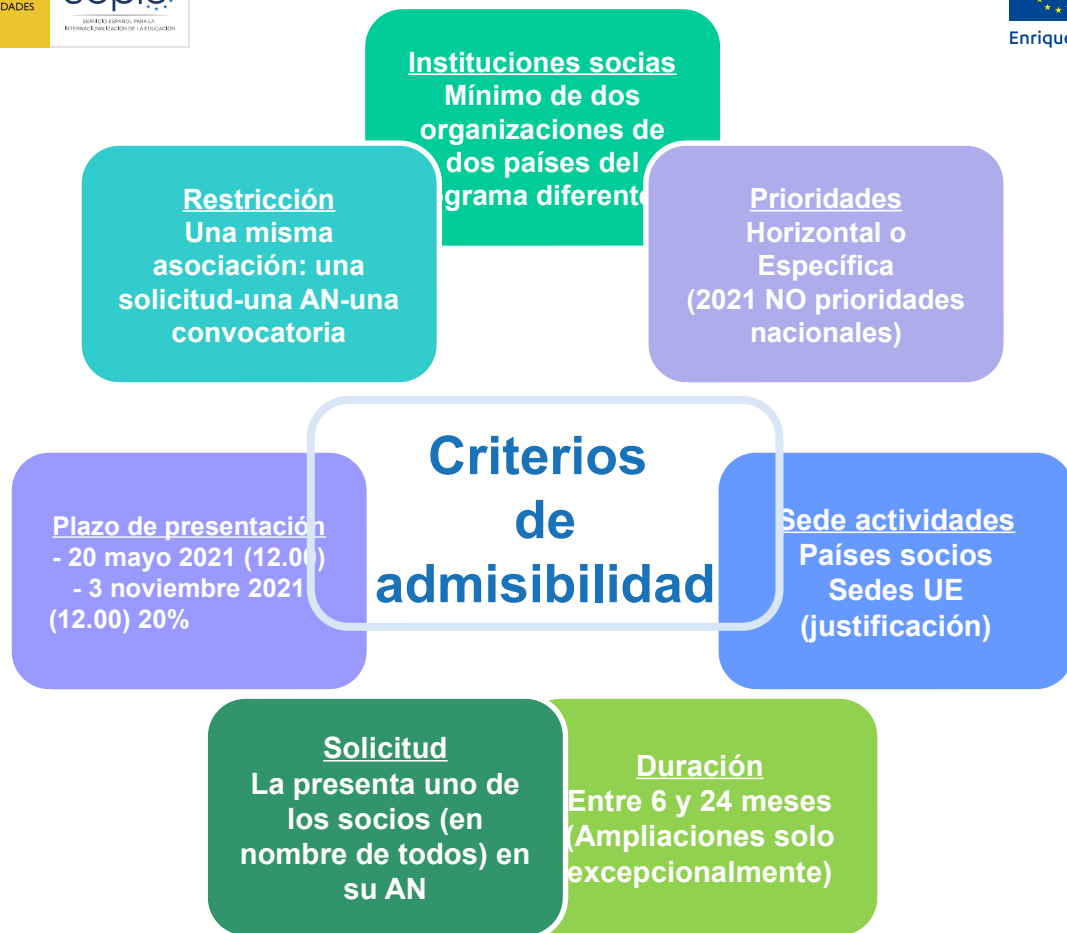 DADES
sepie
SERVICIO ESPAÑOL PARA LA
INTERNACIONALIZACIÓN DE LA EDUCACIÓN
Enrique
Instituciones socias
Mínimo de dos
organizaciones de
dos países del
ograma diferente
Restricción
Una misma
asociación: una
solicitud-una AN-una
convocatoria
Prioridades
Horizontal o
Específica
(2021 NO prioridades
nacionales)
Criterios
de
admisibilidad
Plazo de presentación
- 20 mayo 2021 (12.00)
- 3 noviembre 2021
(12.00) 20%
Sede actividades
Países socios
Sedes UE
(justificación)
Solicitud
La presenta uno de
los socios (en
nombre de todos) en
su AN
Duración
Entre 6 y 24 meses
(Ampliaciones solo
excepcionalmente)